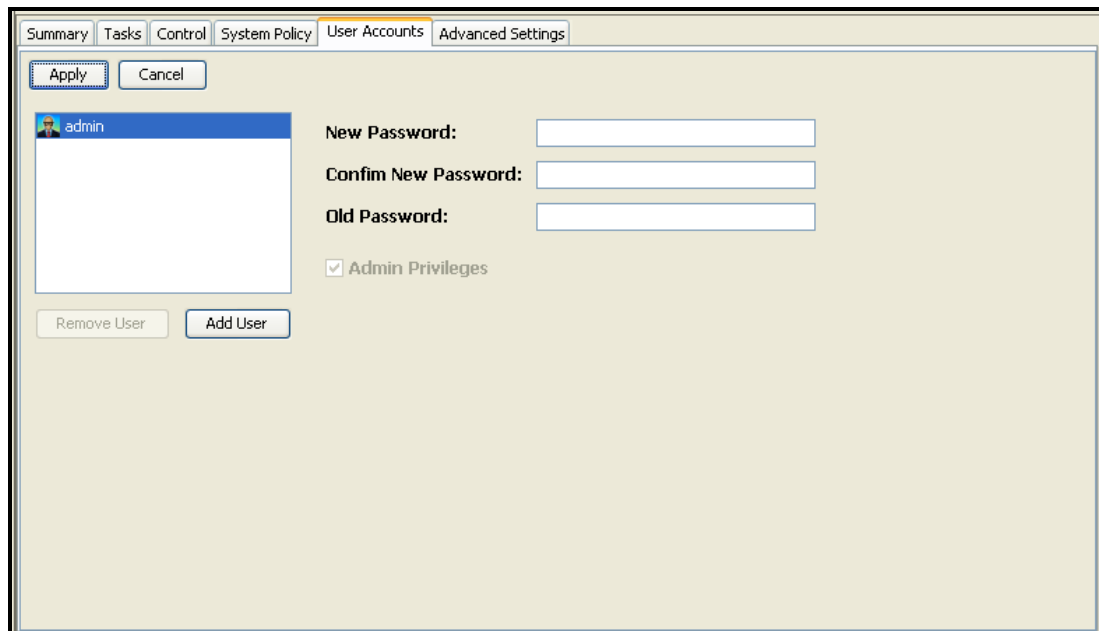 Summary Tasks Control System Policy User Accounts Advanced Settings
Apply Cancel
admin
New Password:
Confim New Password:
Old Password:
Admin Privileges
Remove User Add User